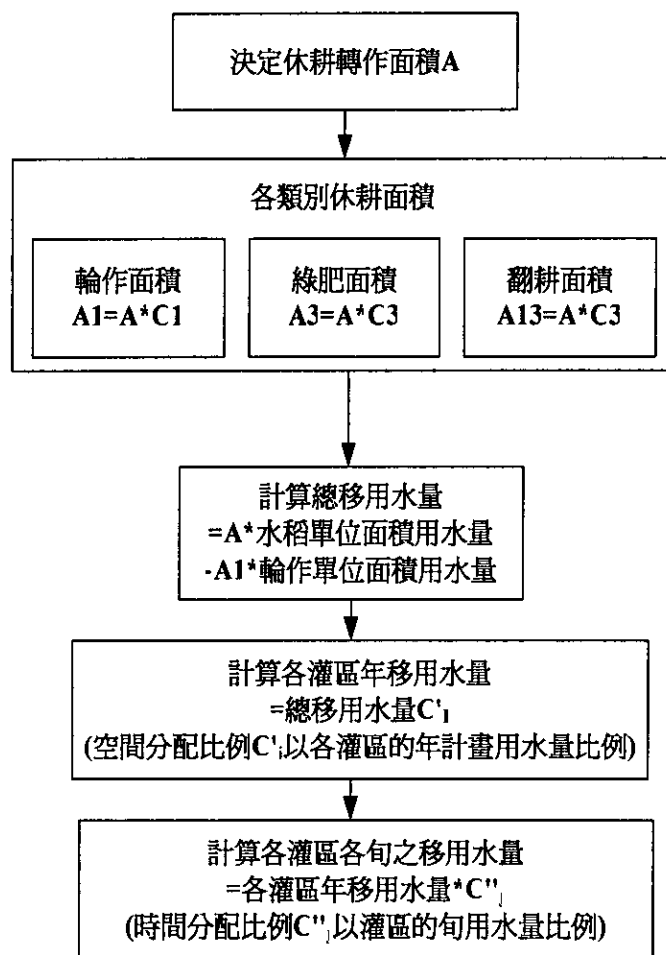 決定休耕轉作面積A
各類別休耕面積
輪作面積
A1=A*C1
綠肥面積
A3=A*C3
翻耕面積
A13=A*C3
計算總移用水量
=A*水稻單位面積用水量
-A1*輪作單位面積用水量
計算各灌區年移用水量
=總移用水量C'i
(空間分配比例C'i以各灌區的年計畫用水量比例)
計算各灌區各旬之移用水量
=各灌區年移用水量*C"j
(時間分配比例C"j以灌區的旬用水量比例)